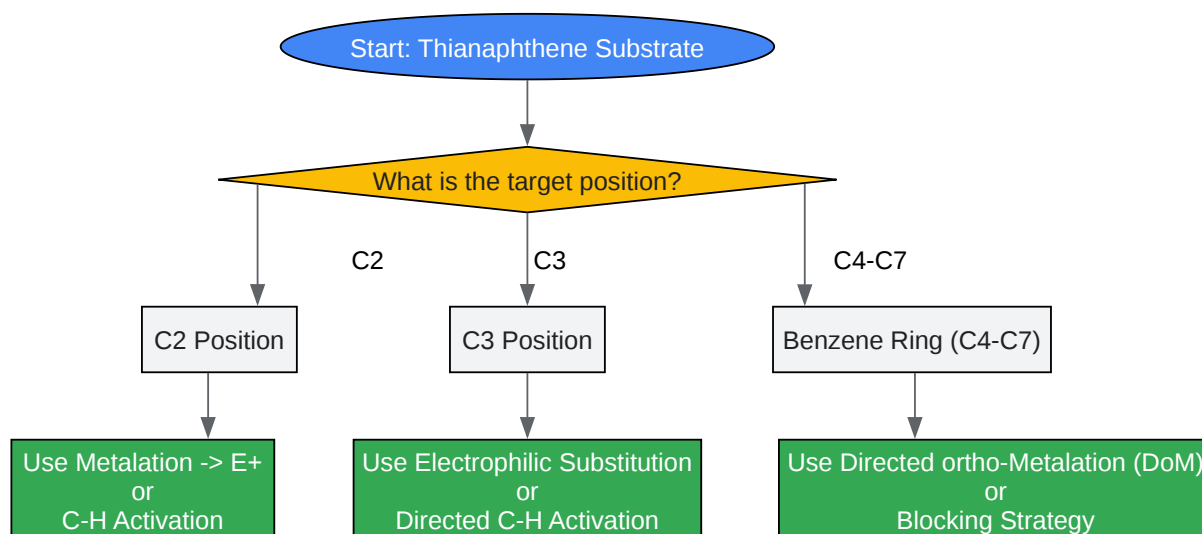 Start: Thianaphthene Substrate
What is the target position?
C2
C3
C4-C7
C2 Position
C3 Position
Benzene Ring (C4-C7)
Use Metalation -> E+
or
C-H Activation
Use Electrophilic Substitution
or
Directed C-H Activation
Use Directed ortho-Metalation (DoM)
or
Blocking Strategy